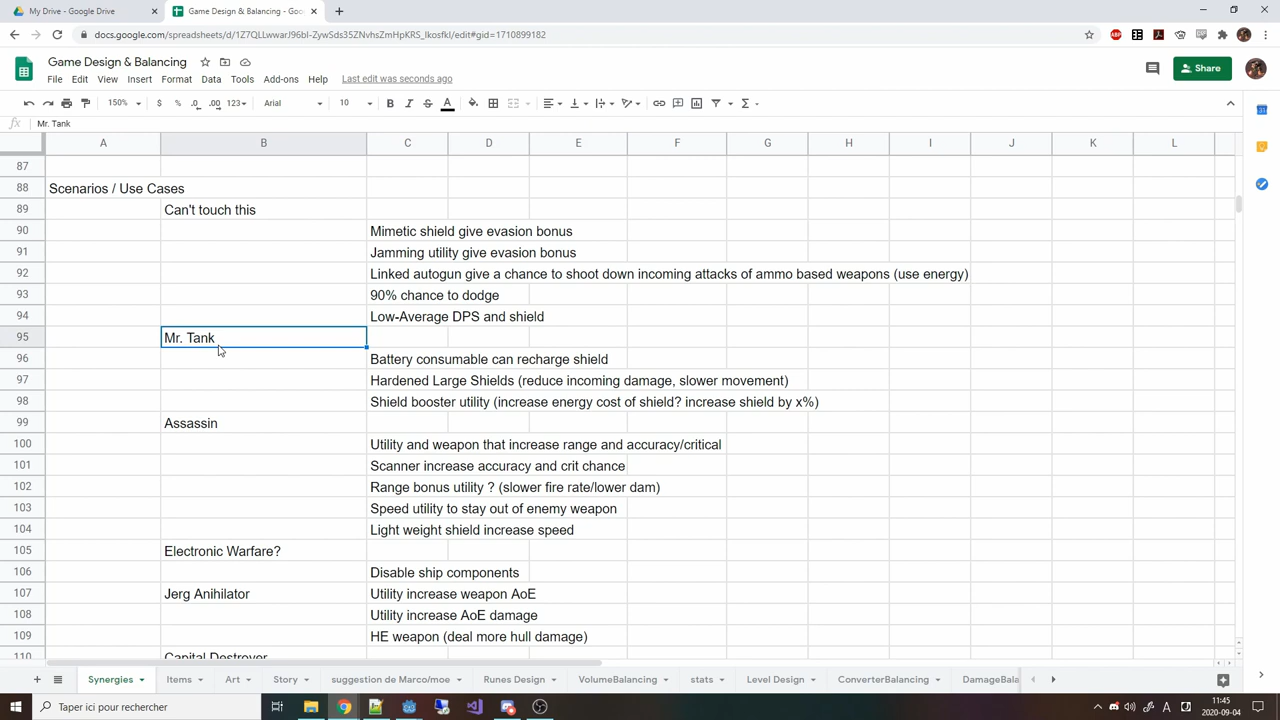 My Drive - Google Drive
Game Design & Balancing - Google
docs.google.com/spreadsheets/d/1Z7QLLwwarJ96bl-ZywSds35ZNvhsZmHpKRS_lkosfkI/edit#gid=1710899182
ABP
Game Design & Balancing
File Edit View Insert Format Data Tools Add-ons Help Last edit was seconds ago
Share
150% $ % .0 .00 123 Arial 10 B I S A Σ
fx Mr. Tank
A B C D E F G H I J K L
87
88 Scenarios / Use Cases
89 Can't touch this
90 Mimetic shield give evasion bonus
91 Jamming utility give evasion bonus
92 Linked autogun give a chance to shoot down incoming attacks of ammo based weapons (use energy)
93 90% chance to dodge
94 Low-Average DPS and shield
95 Mr. Tank
96 Battery consumable can recharge shield
97 Hardened Large Shields (reduce incoming damage, slower movement)
98 Shield booster utility (increase energy cost of shield? increase shield by x%)
99 Assassin
100 Utility and weapon that increase range and accuracy/critical
101 Scanner increase accuracy and crit chance
102 Range bonus utility ? (slower fire rate/lower dam)
103 Speed utility to stay out of enemy weapon
104 Light weight shield increase speed
105 Electronic Warfare?
106 Disable ship components
107 Jerg Anihilator Utility increase weapon AoE
108 Utility increase AoE damage
109 HE weapon (deal more hull damage)
110 Capital Destroyer
Synergies Items Art Story suggestion de Marco/moe Runes Design VolumeBalancing stats Level Design ConverterBalancing DamageBala
Taper ici pour rechercher
11:45
2020-09-04